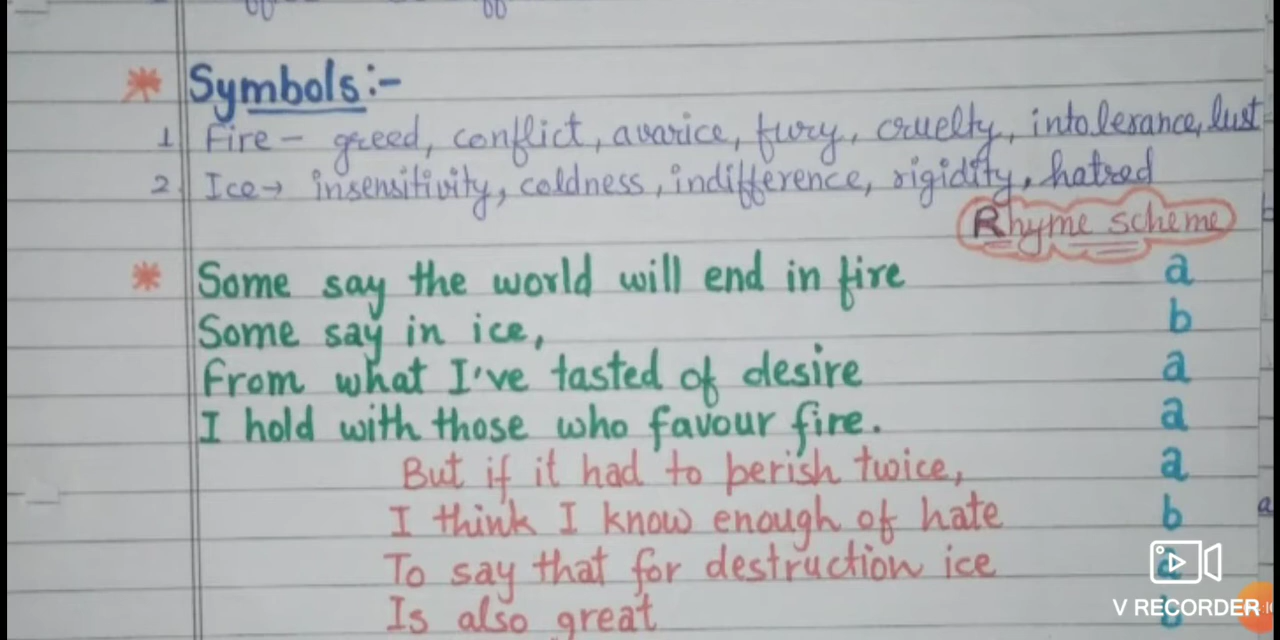 * Symbols:-
1 Fire - greed, conflict, avarice, fury, cruelty, intolerance, lust
2. Ice → insensitivity, coldness, indifference, rigidity, hatred
Rhyme scheme
* Some say the world will end in fire a
Some say in ice, b
From what I've tasted of desire a
I hold with those who favour fire. a
But if it had to perish twice, a
I think I know enough of hate b
To say that for destruction ice a
Is also great b
V RECORDER